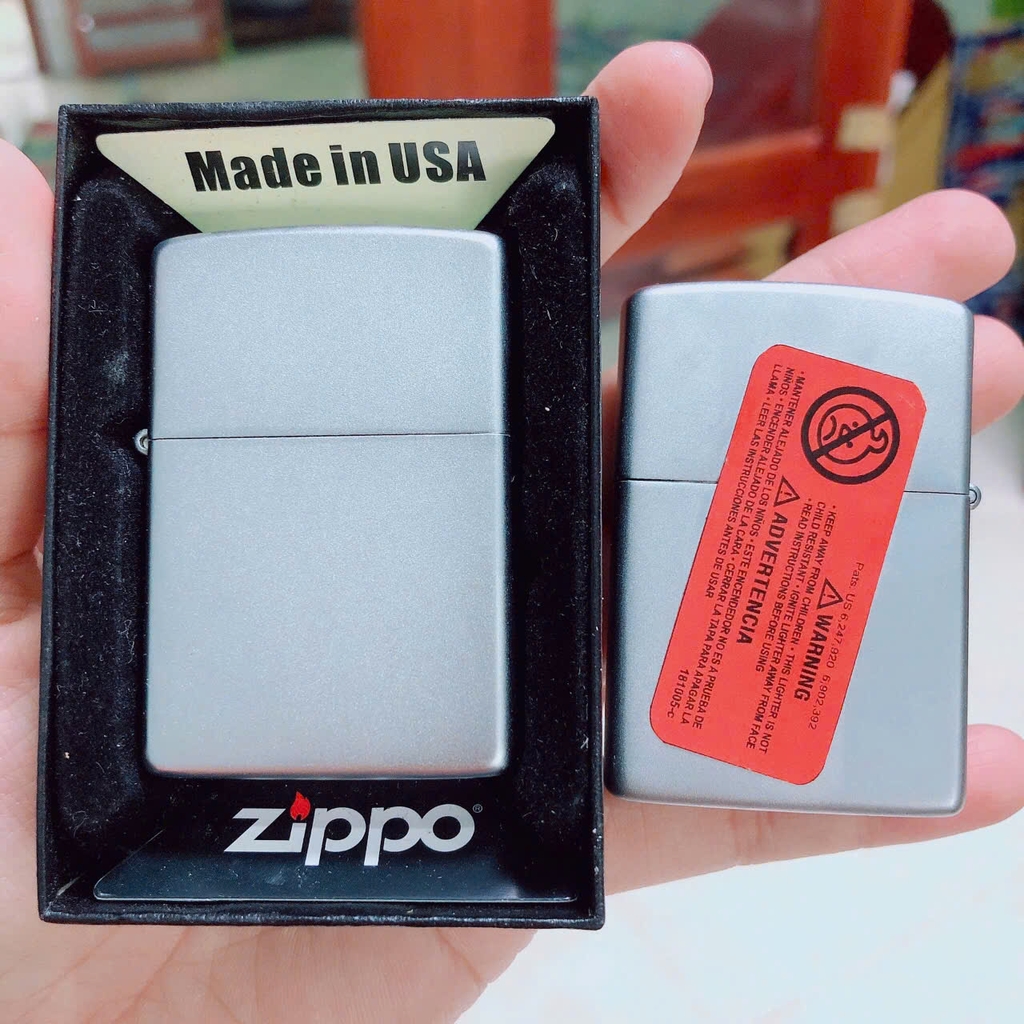 Made in USA
zippo®
Pats. US 6,247,920 6,902,392
WARNING
• KEEP AWAY FROM CHILDREN • THIS LIGHTER IS NOT
CHILD RESISTANT • IGNITE LIGHTER AWAY FROM FACE
• READ INSTRUCTIONS BEFORE USING
ADVERTENCIA
• MANTENER ALEJADO DE LOS NIÑOS • ESTE ENCENDEDOR NO ES A PRUEBA DE
NIÑOS • ENCENDER ALEJADO DE LA CARA • CERRAR LA TAPA PARA APAGAR LA
LLAMA • LEER LAS INSTRUCCIONES ANTES DE USAR
181005-C